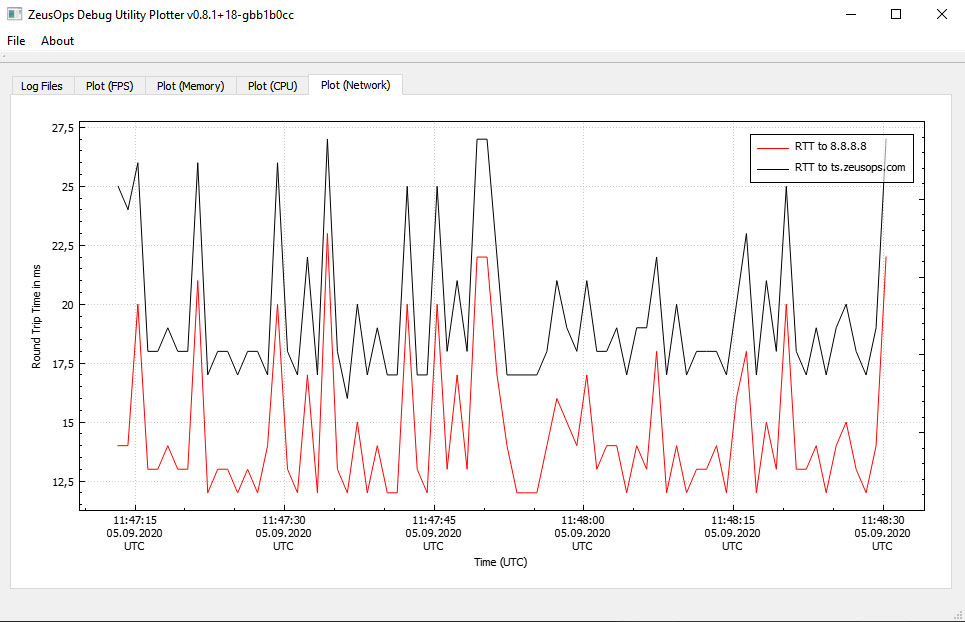 ZeusOps Debug Utility Plotter v0.8.1+18-gbb1b0cc
File About
Log Files Plot (FPS) Plot (Memory) Plot (CPU) Plot (Network)
27,5
25
22,5
20
17,5
15
12,5
Round Trip Time in ms
RTT to 8.8.8.8
RTT to ts.zeusops.com
11:47:15 11:47:30 11:47:45 11:48:00 11:48:15 11:48:30
05.09.2020 05.09.2020 05.09.2020 05.09.2020 05.09.2020 05.09.2020
UTC UTC UTC UTC UTC UTC
Time (UTC)